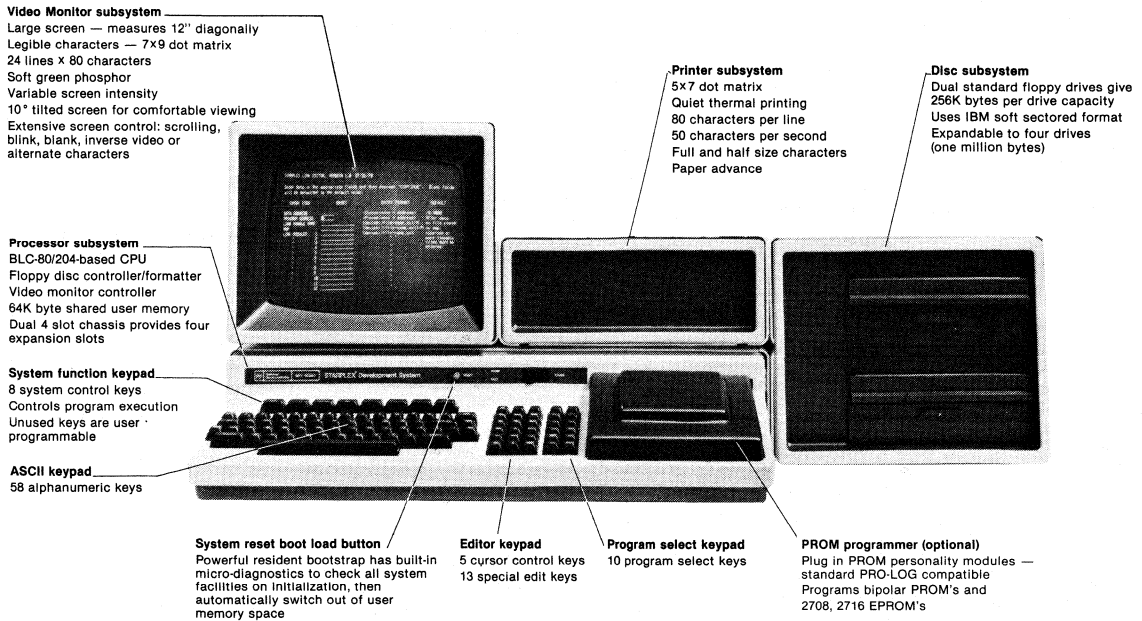 Video Monitor subsystem
Large screen — measures 12" diagonally
Legible characters — 7×9 dot matrix
24 lines × 80 characters
Soft green phosphor
Variable screen intensity
10° tilted screen for comfortable viewing
Extensive screen control: scrolling,
blink, blank, inverse video or
alternate characters
Printer subsystem
5×7 dot matrix
Quiet thermal printing
80 characters per line
50 characters per second
Full and half size characters
Paper advance
Disc subsystem
Dual standard floppy drives give
256K bytes per drive capacity
Uses IBM soft sectored format
Expandable to four drives
(one million bytes)
Processor subsystem
BLC-80/204-based CPU
Floppy disc controller/formatter
Video monitor controller
64K byte shared user memory
Dual 4 slot chassis provides four
expansion slots
System function keypad
8 system control keys
Controls program execution
Unused keys are user
programmable
ASCII keypad
58 alphanumeric keys
STARPLEX Development System
System reset boot load button
Powerful resident bootstrap has built-in
micro-diagnostics to check all system
facilities on initialization, then
automatically switch out of user
memory space
Editor keypad
5 cursor control keys
13 special edit keys
Program select keypad
10 program select keys
PROM programmer (optional)
Plug in PROM personality modules —
standard PRO-LOG compatible
Programs bipolar PROM's and
2708, 2716 EPROM's